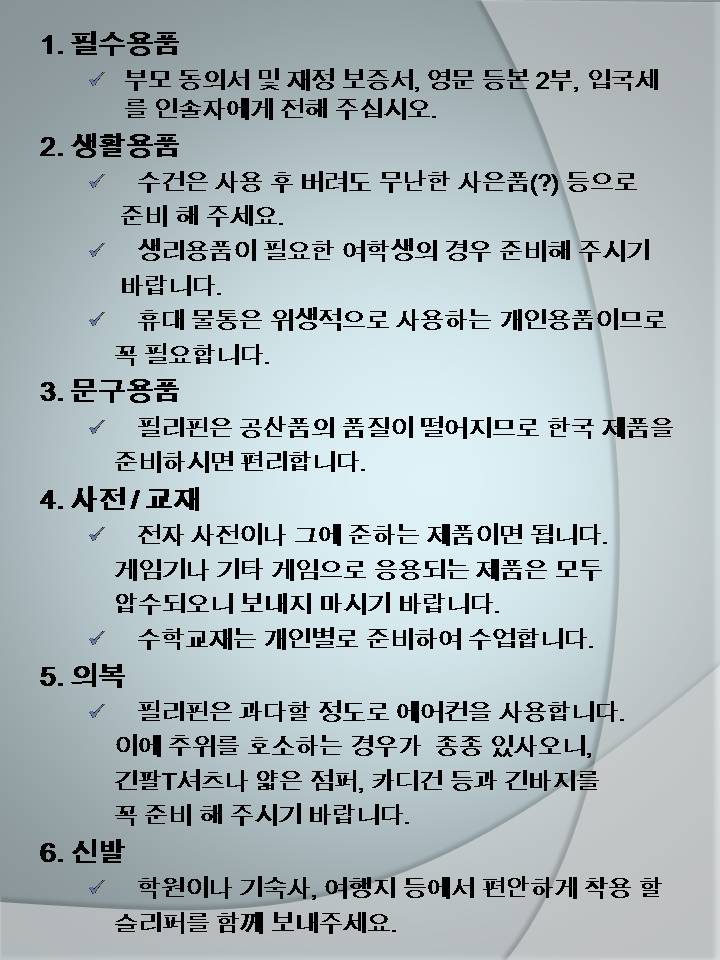 1. 필수용품
✓ 부모 동의서 및 재정 보증서, 영문 등본 2부, 입국세
를 인솔자에게 전해 주십시오.
2. 생활용품
✓ 수건은 사용 후 버려도 무난한 사은품(?) 등으로
준비 해 주세요.
✓ 생리용품이 필요한 여학생의 경우 준비해 주시기
바랍니다.
✓ 휴대 물통은 위생적으로 사용하는 개인용품이므로
꼭 필요합니다.
3. 문구용품
✓ 필리핀은 공산품의 품질이 떨어지므로 한국 제품을
준비하시면 편리합니다.
4. 사전 / 교재
✓ 전자 사전이나 그에 준하는 제품이면 됩니다.
게임기나 기타 게임으로 응용되는 제품은 모두
압수되오니 보내지 마시기 바랍니다.
✓ 수학교재는 개인별로 준비하여 수업합니다.
5. 의복
✓ 필리핀은 과다할 정도로 에어컨을 사용합니다.
이에 추위를 호소하는 경우가 종종 있사오니,
긴팔T셔츠나 얇은 점퍼, 카디건 등과 긴바지를
꼭 준비 해 주시기 바랍니다.
6. 신발
✓ 학원이나 기숙사, 여행지 등에서 편안하게 착용 할
슬리퍼를 함께 보내주세요.